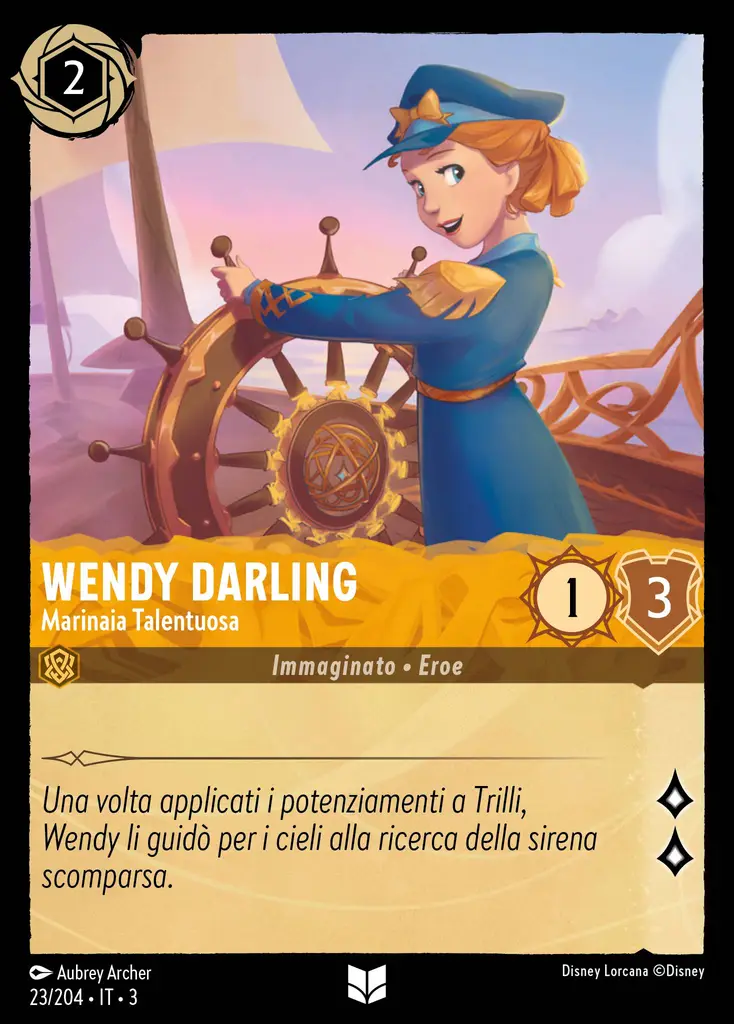 2
WENDY DARLING
Marinaia Talentuosa
1
3
Immaginato • Eroe
Una volta applicati i potenziamenti a Trilli,
Wendy li guidò per i cieli alla ricerca della sirena
scomparsa.
Aubrey Archer
Disney Lorcana ©Disney
23/204 • IT • 3